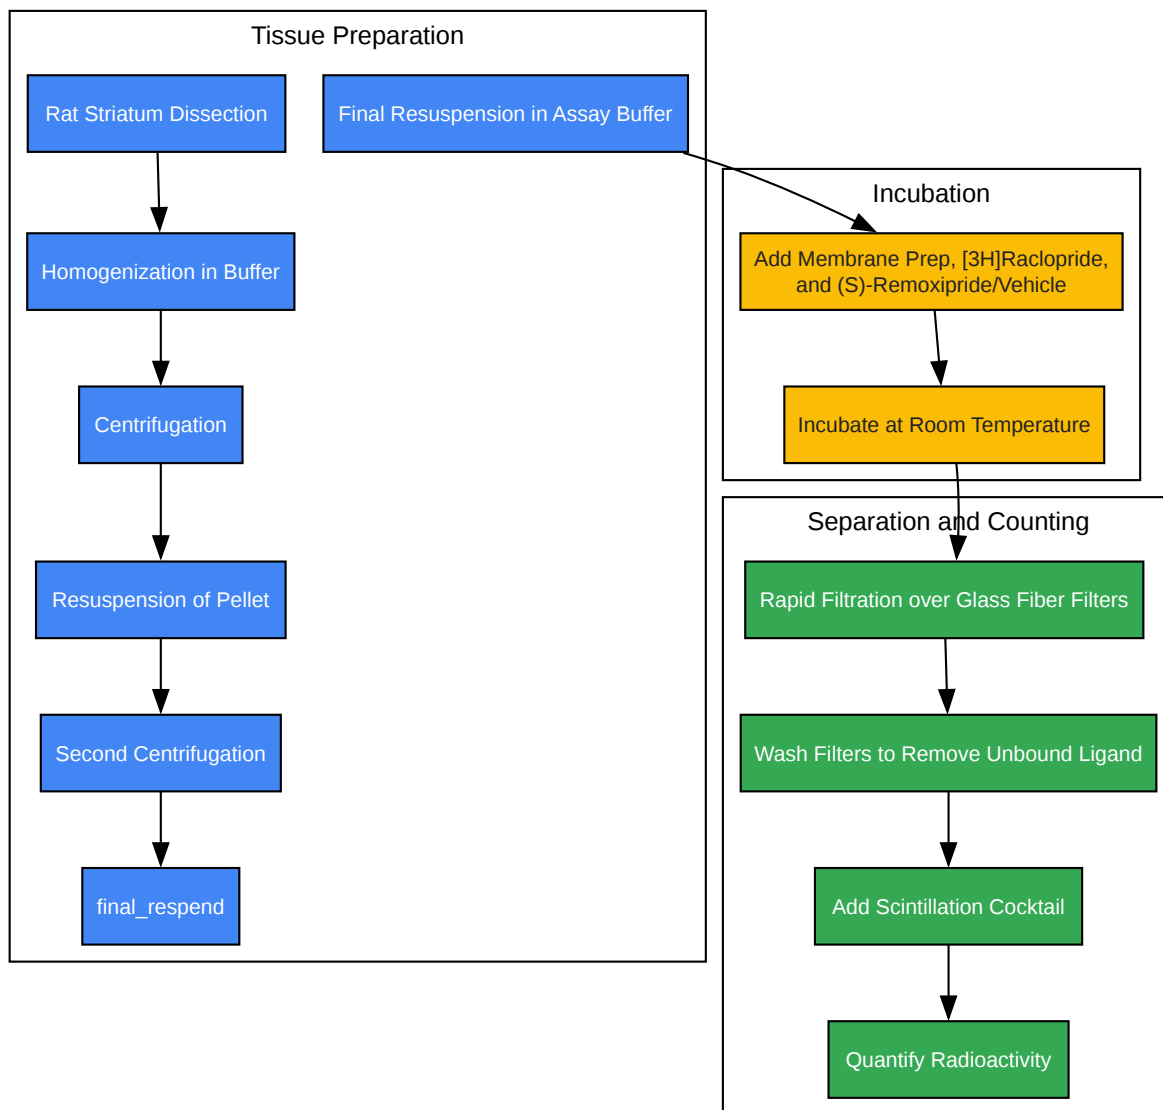 Tissue Preparation
Rat Striatum Dissection
Final Resuspension in Assay Buffer
Homogenization in Buffer
Centrifugation
Resuspension of Pellet
Second Centrifugation
final_respend
Incubation
Add Membrane Prep, [3H]Raclopride,
and (S)-Remoxipride/Vehicle
Incubate at Room Temperature
Separation and Counting
Rapid Filtration over Glass Fiber Filters
Wash Filters to Remove Unbound Ligand
Add Scintillation Cocktail
Quantify Radioactivity